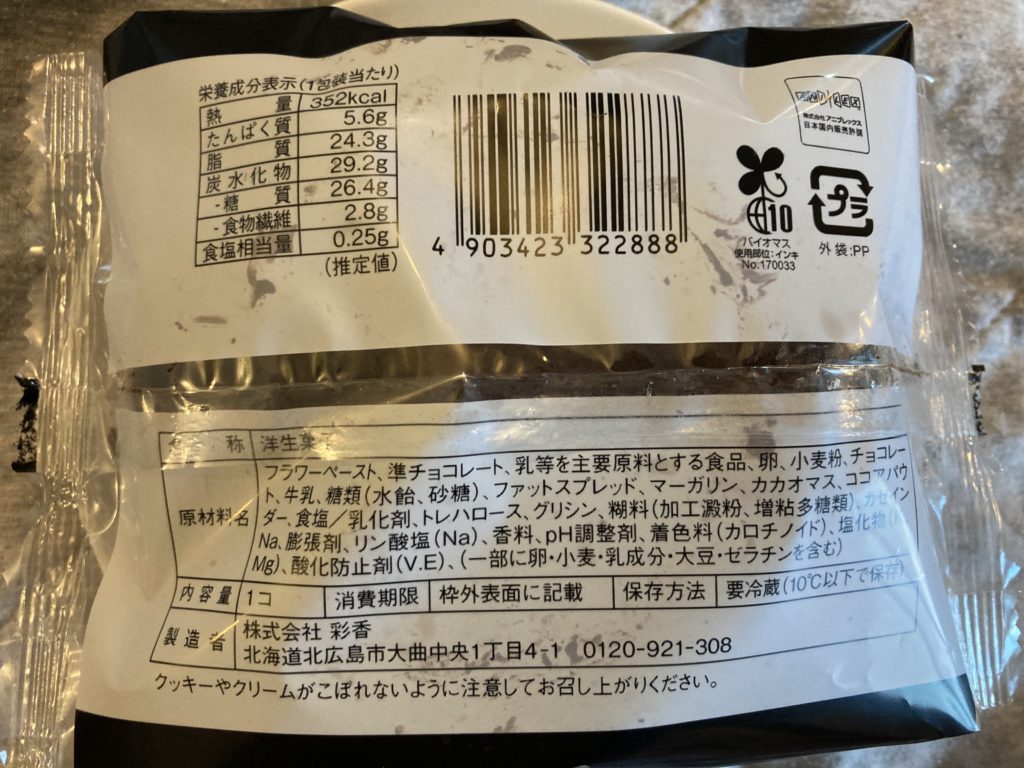 栄養成分表示(1包装当たり)
熱量 352kcal
たんぱく質 5.6g
脂質 24.3g
炭水化物 29.2g
-糖質 26.4g
-食物繊維 2.8g
食塩相当量 0.25g
(推定値)
4 903423 322888
株式会社アニプレックス
日本国内販売許諾
10
バイオマス
使用部位:インキ
No.170033
プラ
外袋:PP
称 洋生菓
原材料名 フラワーペースト、準チョコレート、乳等を主要原料とする食品、卵、小麦粉、チョコレー
ト、牛乳、糖類(水飴、砂糖)、ファットスプレッド、マーガリン、カカオマス、ココアパウ
ダー、食塩/乳化剤、トレハロース、グリシン、糊料(加工澱粉、増粘多糖類)、カゼイン
Na、膨張剤、リン酸塩(Na)、香料、pH調整剤、着色料(カロチノイド)、塩化物(
Mg)、酸化防止剤(V.E)、(一部に卵・小麦・乳成分・大豆・ゼラチンを含む)
内容量 1コ 消費期限 枠外表面に記載 保存方法 要冷蔵(10℃以下で保存)
製造者 株式会社 彩香
北海道北広島市大曲中央1丁目4-1 0120-921-308
クッキーやクリームがこぼれないように注意してお召し上がりください。